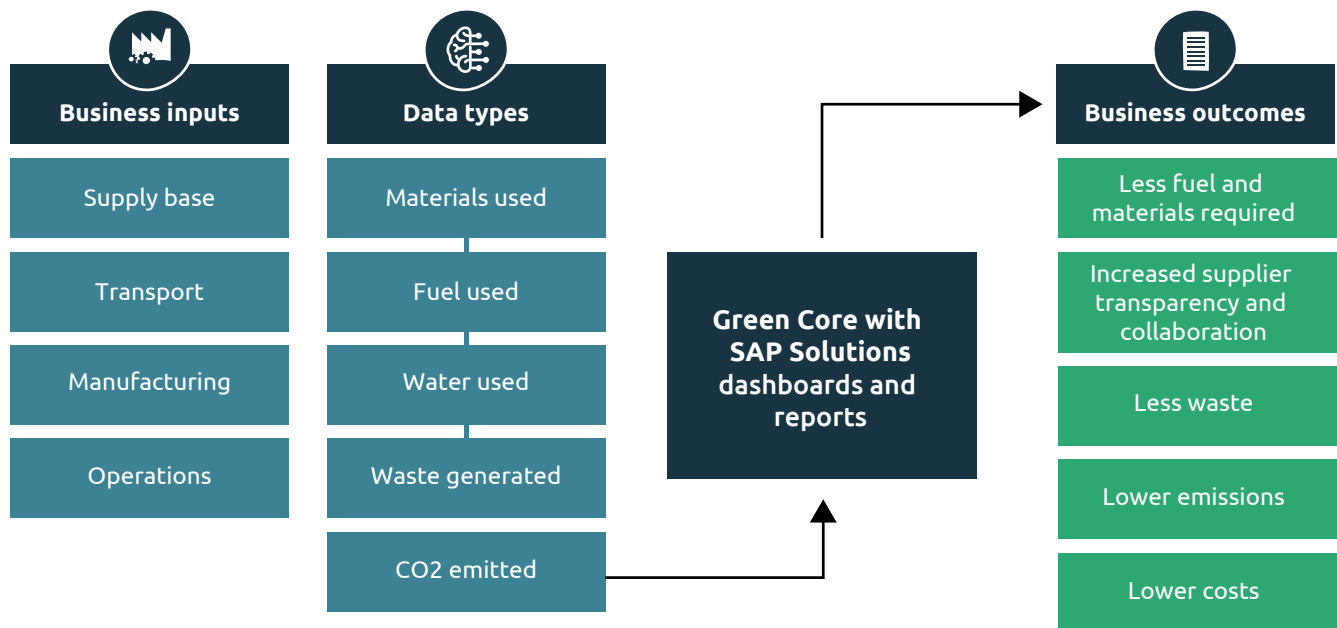 Business inputs
Supply base
Transport
Manufacturing
Operations
Data types
Materials used
Fuel used
Water used
Waste generated
CO2 emitted
Green Core with
SAP Solutions
dashboards and
reports
Business outcomes
Less fuel and
materials required
Increased supplier
transparency and
collaboration
Less waste
Lower emissions
Lower costs